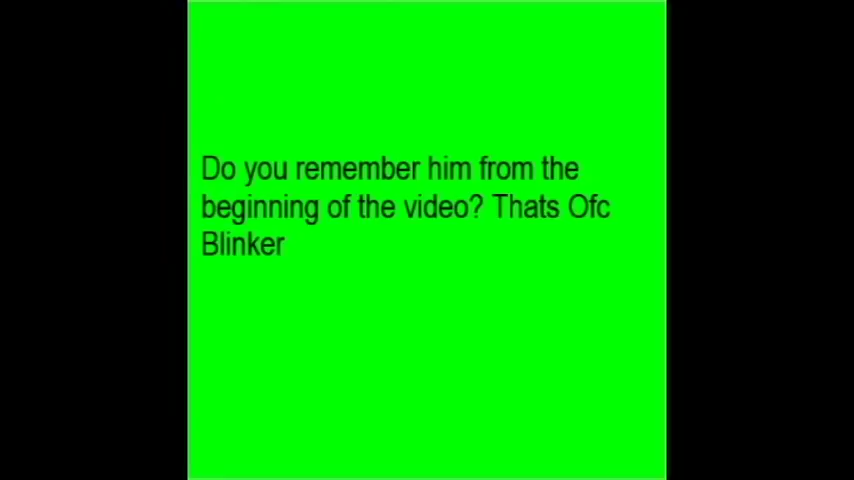 Do you remember him from the
beginning of the video? Thats Ofc
Blinker